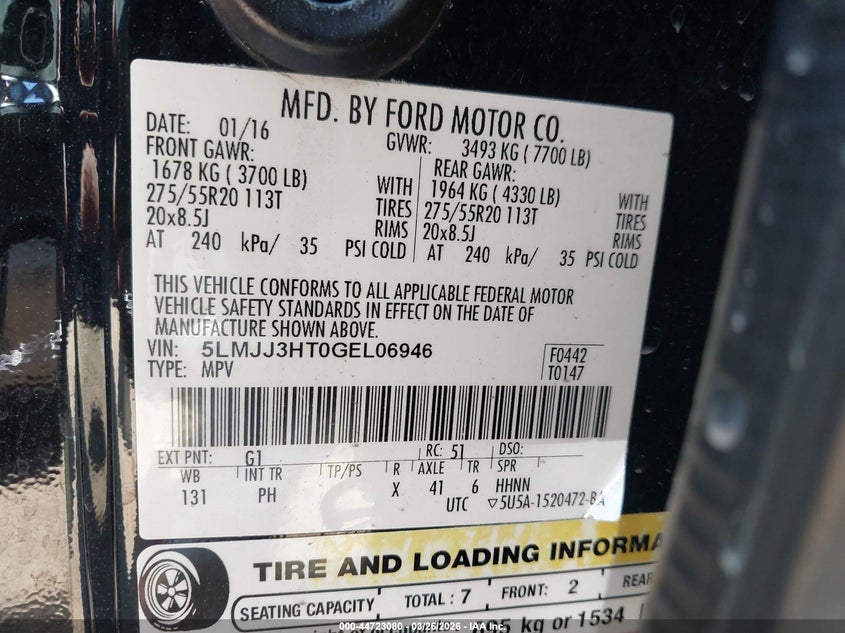 MFD. BY FORD MOTOR CO.
DATE: 01/16 GVWR: 3493 KG ( 7700 LB)
FRONT GAWR: REAR GAWR:
1678 KG ( 3700 LB) WITH 1964 KG ( 4330 LB) WITH
275/55R20 113T TIRES 275/55R20 113T TIRES
20x8.5J RIMS 20x8.5J RIMS
AT 240 kPa/ 35 PSI COLD AT 240 kPa/ 35 PSI COLD
THIS VEHICLE CONFORMS TO ALL APPLICABLE FEDERAL MOTOR
VEHICLE SAFETY STANDARDS IN EFFECT ON THE DATE OF
MANUFACTURE SHOWN ABOVE.
VIN: 5LMJJ3HT0GEL06946 F0442
TYPE: MPV T0147
EXT PNT: G1 RC: 51 DSO:
WB INT TR TP/PS R AXLE TR SPR
131 PH X 41 6 HHNN
UTC ▽5U5A-1520472-BA
TIRE AND LOADING INFORMA
SEATING CAPACITY TOTAL: 7 FRONT: 2 REAR
kg or 1534
000-44723080 - 03/26/2026 - IAA Inc.